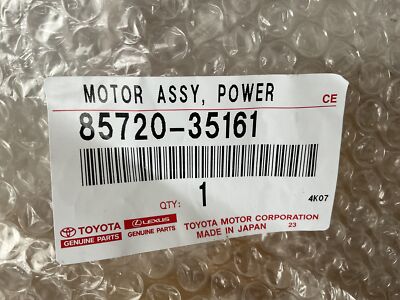 MOTOR ASSY, POWER
CE
85720-35161
QTY: 1
4K07
TOYOTA
GENUINE PARTS
LEXUS
GENUINE PARTS
TOYOTA MOTOR CORPORATION
MADE IN JAPAN 23